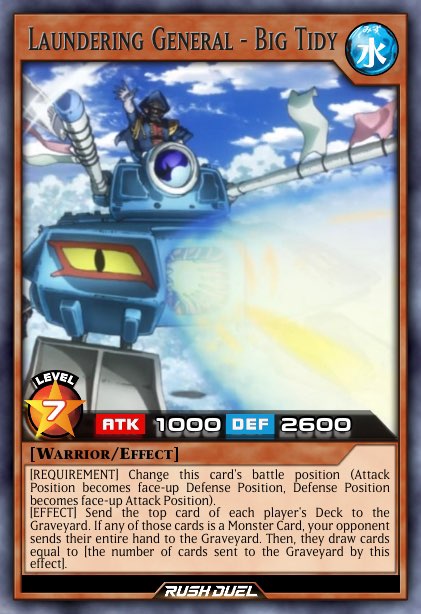 LAUNDERING GENERAL - BIG TIDY
みず
水
LEVEL
7
ATK 1000 DEF 2600
[WARRIOR/EFFECT]
[REQUIREMENT] Change this card's battle position (Attack
Position becomes face-up Defense Position, Defense Position
becomes face-up Attack Position).
[EFFECT] Send the top card of each player's Deck to the
Graveyard. If any of those cards is a Monster Card, your opponent
sends their entire hand to the Graveyard. Then, they draw cards
equal to [the number of cards sent to the Graveyard by this
effect].
RUSH DUEL